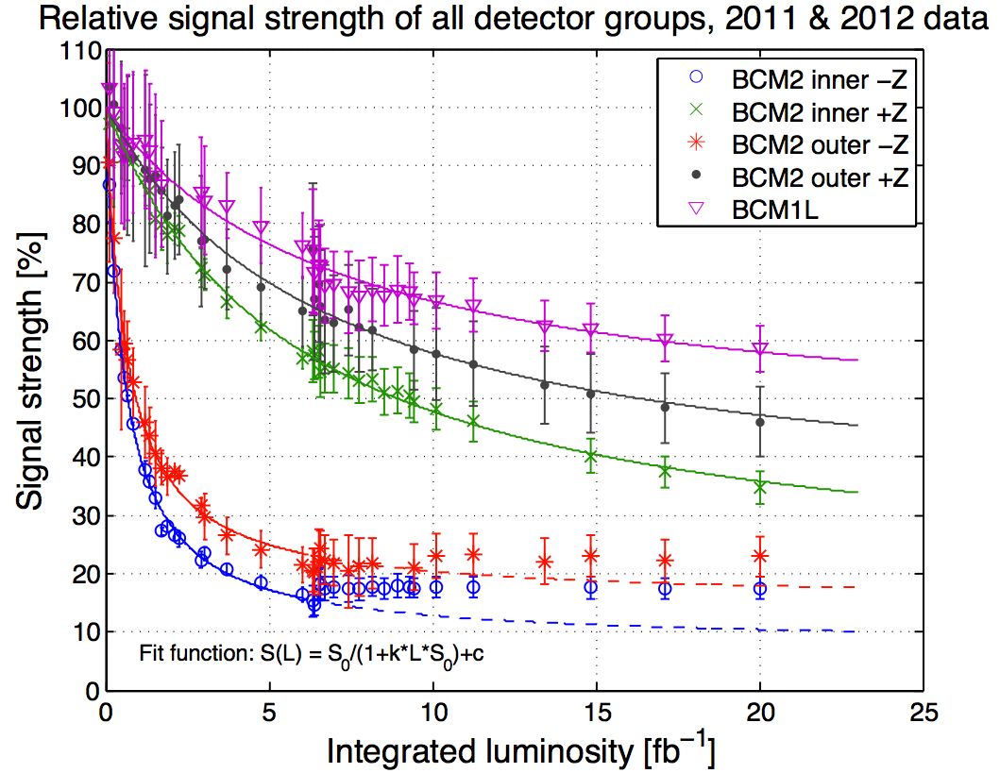 Relative signal strength of all detector groups, 2011 & 2012 data
110
100
90
80
70
60
50
40
30
20
10
0
Signal strength [%]
BCM2 inner −Z
BCM2 inner +Z
BCM2 outer −Z
BCM2 outer +Z
BCM1L
Fit function: S(L) = S0/(1+k*L*S0)+c
0 5 10 15 20 25
Integrated luminosity [fb−1]